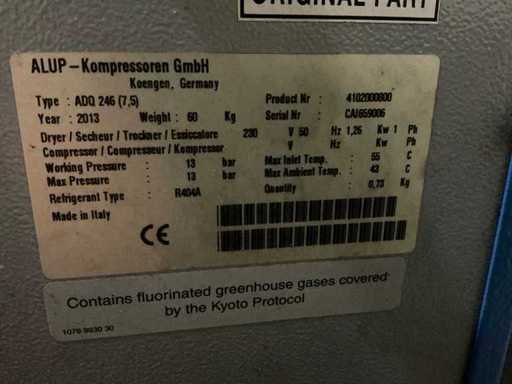 ORIGINAL PART
ALUP - Kompressoren GmbH
Koengen, Germany
Type : ADQ 246 (7,5) Product Nr : 4102000600
Year : 2013 Weight : 60 Kg Serial Nr : CAI659006
Dryer / Secheur / Trockner / Essiccatore 230 V 50 Hz 1,26 Kw 1 Ph
Compressor / Compresseur / Kompressor V Hz Kw Ph
Working Pressure : 13 bar Max Inlet Temp. : 55 C
Max Pressure : 13 bar Max Ambient Temp. : 43 C
Refrigerant Type : R404A Quantity : 0,73 Kg
Made in Italy
CE
Contains fluorinated greenhouse gases covered
by the Kyoto Protocol
1079 9930 30